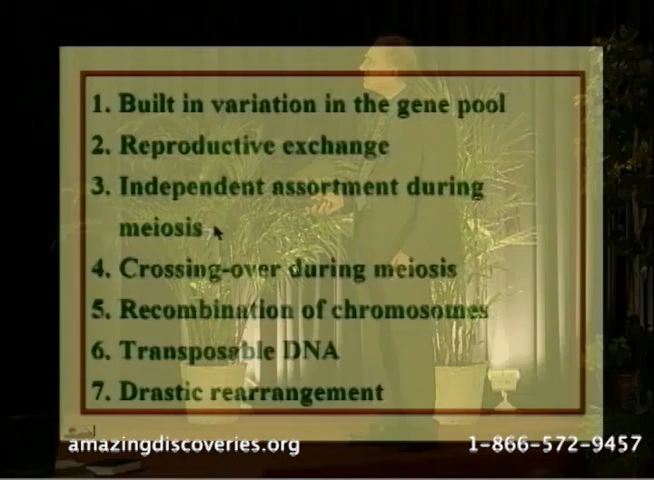 1. Built in variation in the gene pool
2. Reproductive exchange
3. Independent assortment during
meiosis
4. Crossing-over during meiosis
5. Recombination of chromosomes
6. Transposable DNA
7. Drastic rearrangement
amazingdiscoveries.org 1-866-572-9457